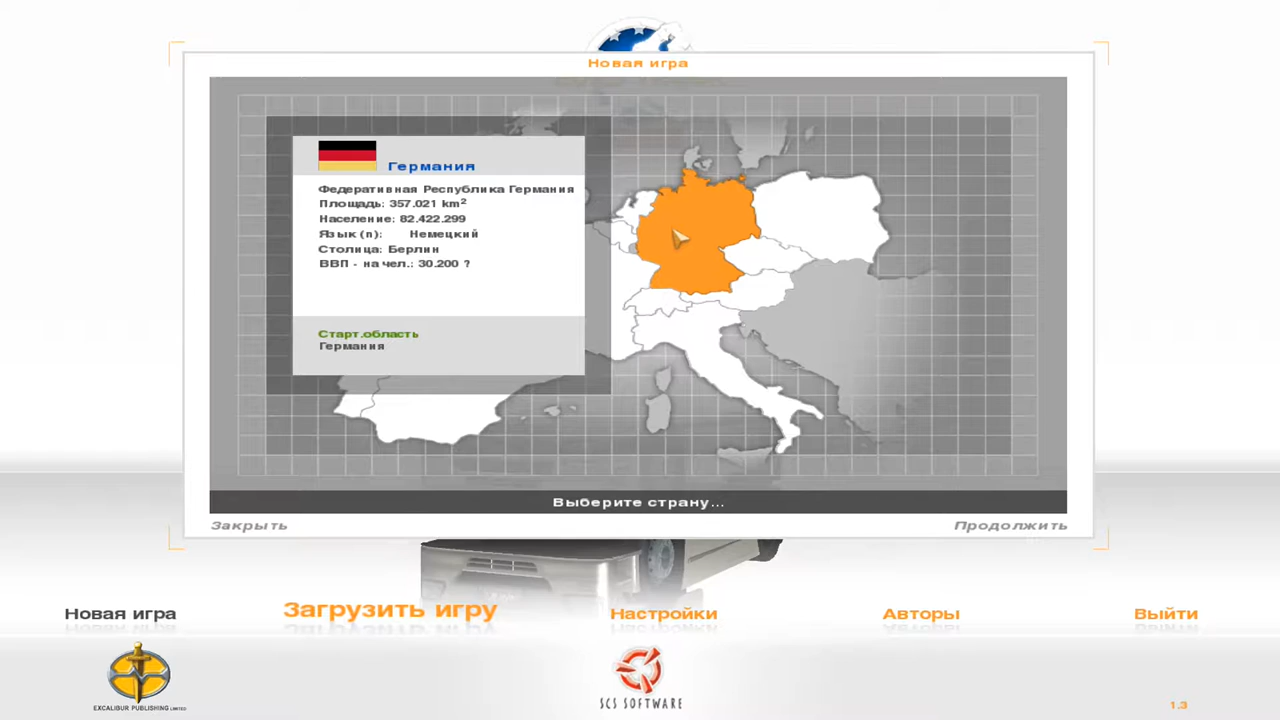 Новая игра
Германия
Федеративная Республика Германия
Площадь: 357.021 km²
Население: 82.422.299
Язык (п): Немецкий
Столица: Берлин
ВВП - на чел.: 30.200 ?
Старт.область
Германия
Выберите страну...
Закрыть
Продолжить
Новая игра
Загрузить игру
Настройки
Авторы
Выйти
EXCALIBUR PUBLISHING LIMITED
SCS SOFTWARE
1.3